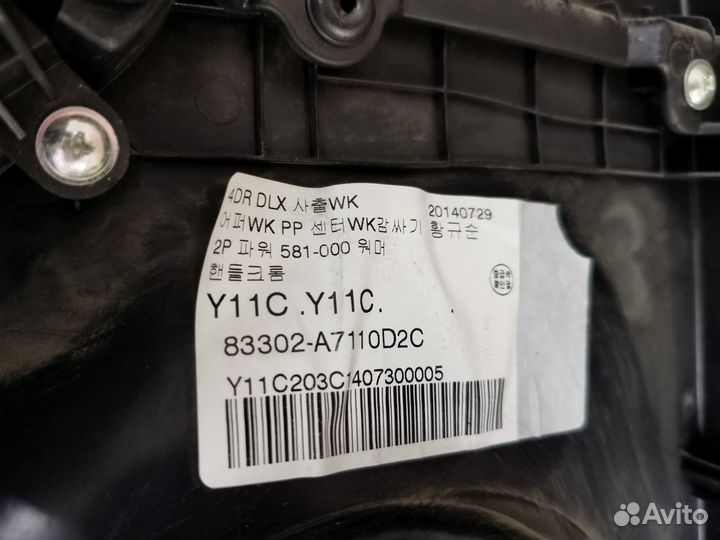 4DR DLX 사출WK 20140729
어퍼WK PP 센터WK감싸기 황규순
2P 파워 581-000 워머
핸들크롬
Y11C .Y11C. .
83302-A7110D2C
Y11C203C1407300005
Avito